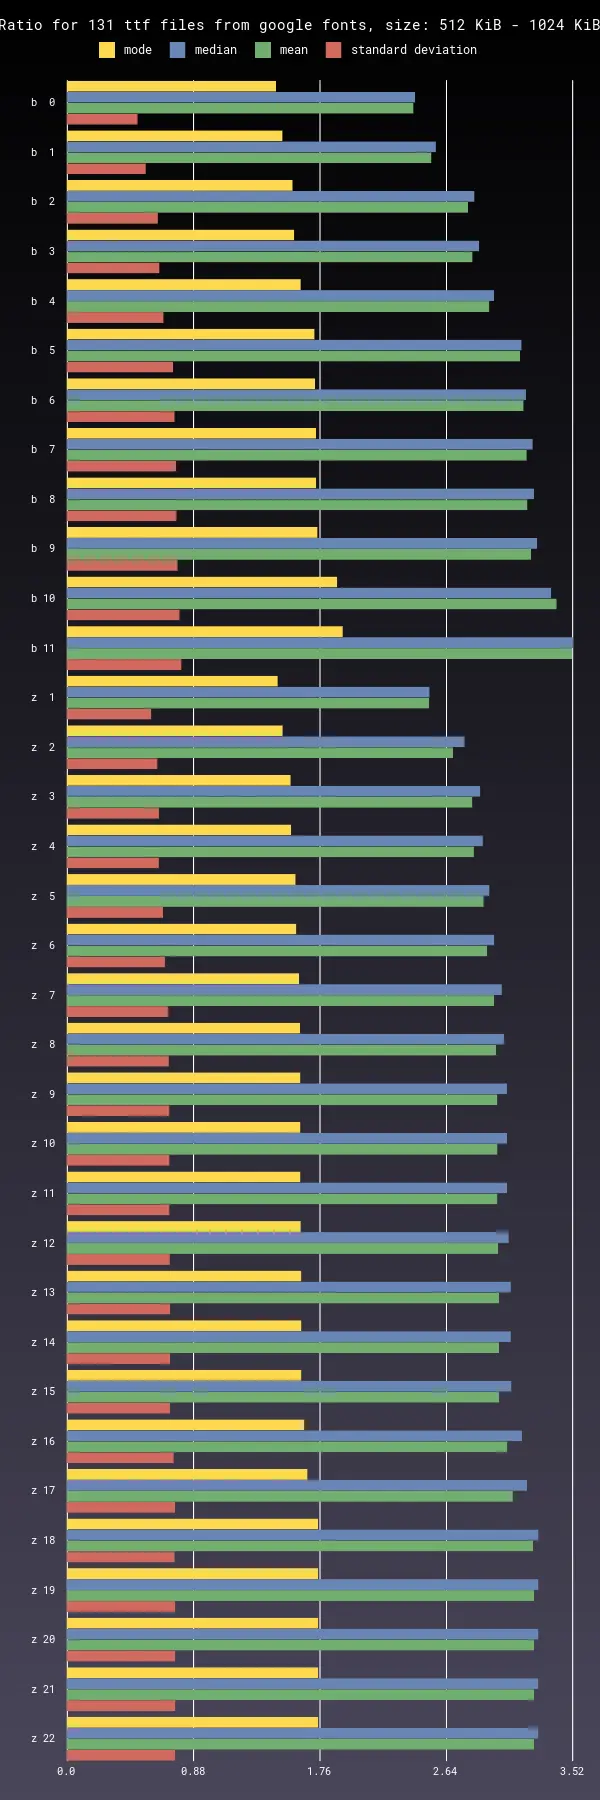 Ratio for 131 ttf files from google fonts, size: 512 KiB - 1024 KiB
mode median mean standard deviation
b 0
b 1
b 2
b 3
b 4
b 5
b 6
b 7
b 8
b 9
b 10
b 11
z 1
z 2
z 3
z 4
z 5
z 6
z 7
z 8
z 9
z 10
z 11
z 12
z 13
z 14
z 15
z 16
z 17
z 18
z 19
z 20
z 21
z 22
0.0 0.88 1.76 2.64 3.52